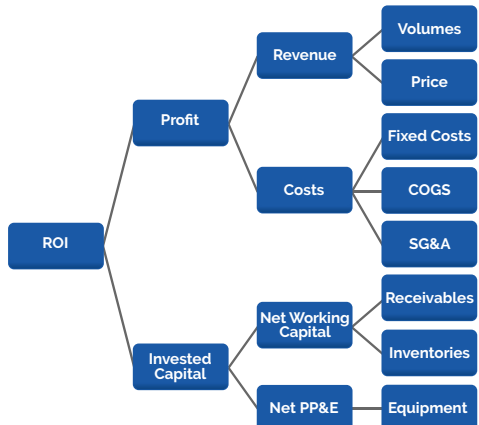 Volumes
Revenue
Price
Profit
Fixed Costs
Costs
COGS
SG&A
ROI
Receivables
Net Working
Capital
Inventories
Invested
Capital
Net PP&E
Equipment